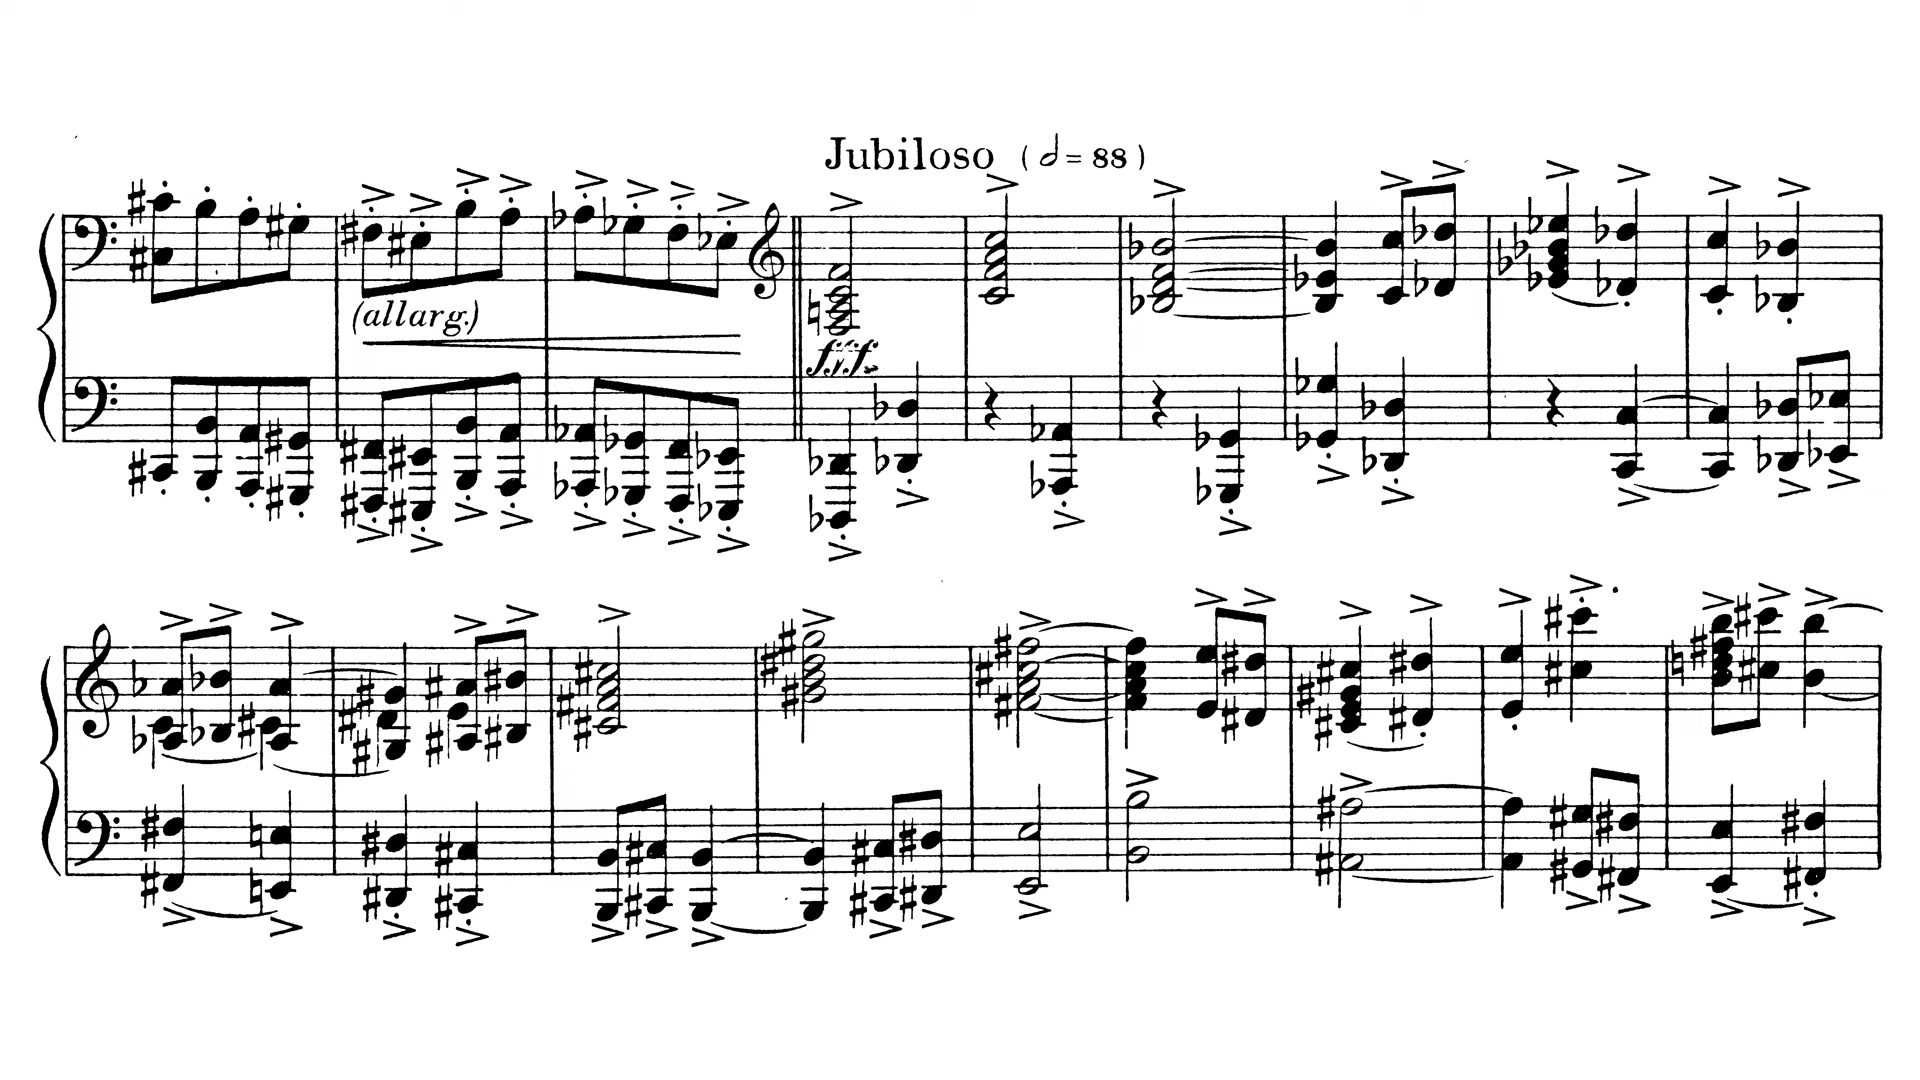 Jubiloso (𝅗𝅥 = 88)
(allarg.)
fff